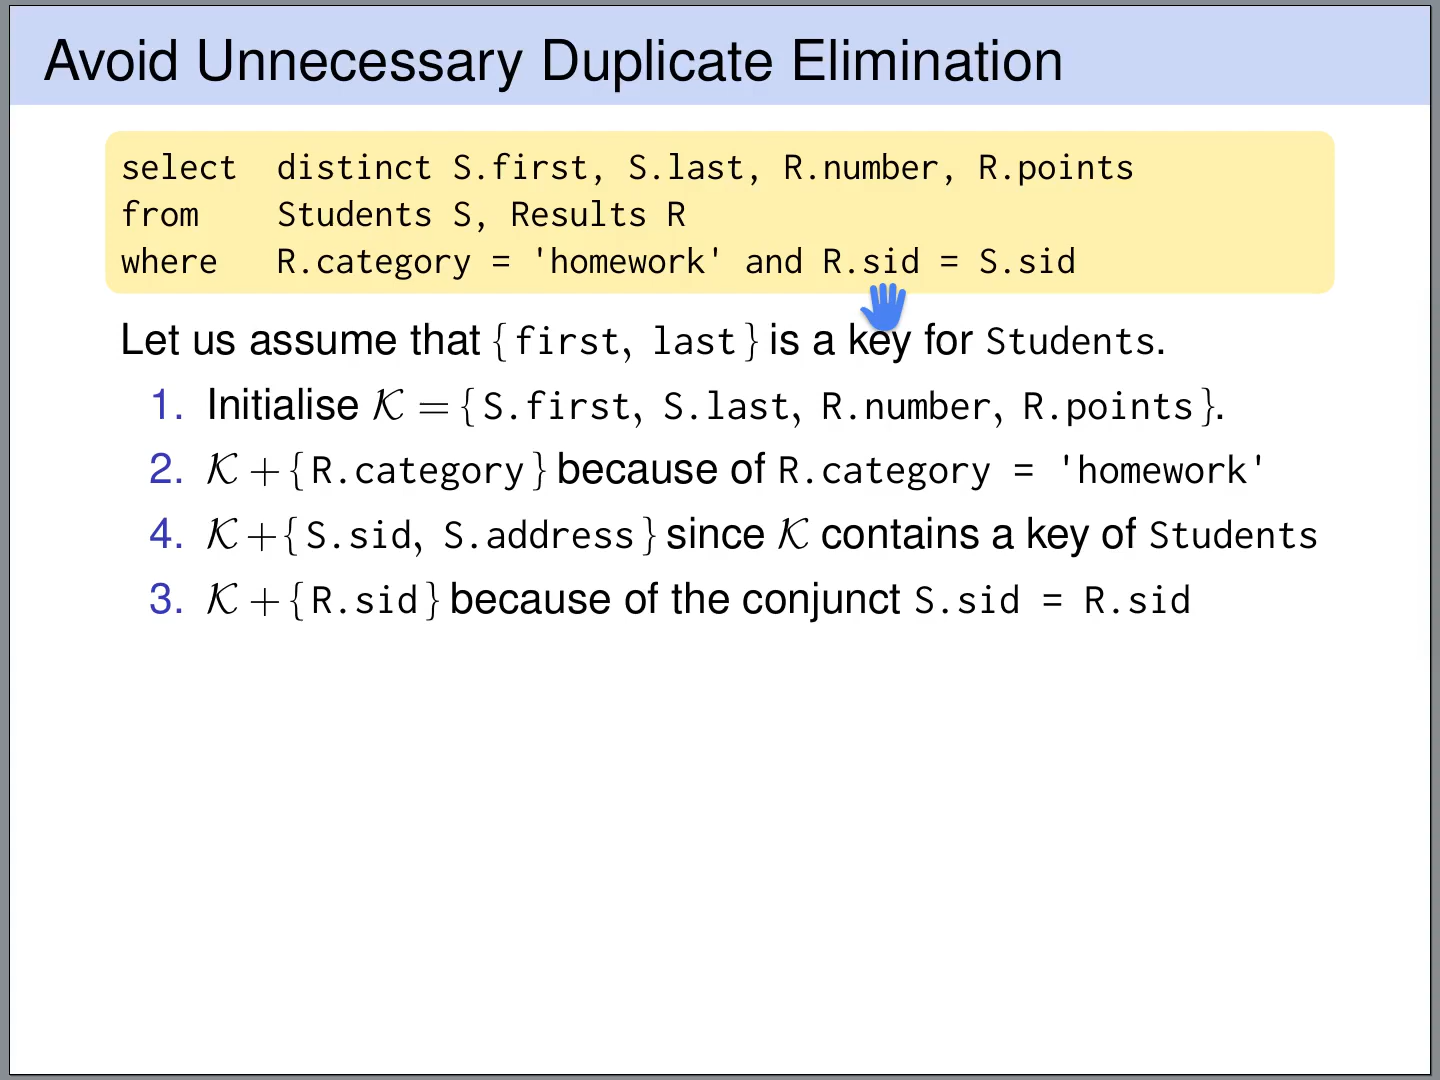 Avoid Unnecessary Duplicate Elimination
select distinct S.first, S.last, R.number, R.points
from Students S, Results R
where R.category = 'homework' and R.sid = S.sid
Let us assume that {first, last} is a key for Students.
1. Initialise 𝒦 = {S.first, S.last, R.number, R.points}.
2. 𝒦 + {R.category} because of R.category = 'homework'
4. 𝒦 + {S.sid, S.address} since 𝒦 contains a key of Students
3. 𝒦 + {R.sid} because of the conjunct S.sid = R.sid